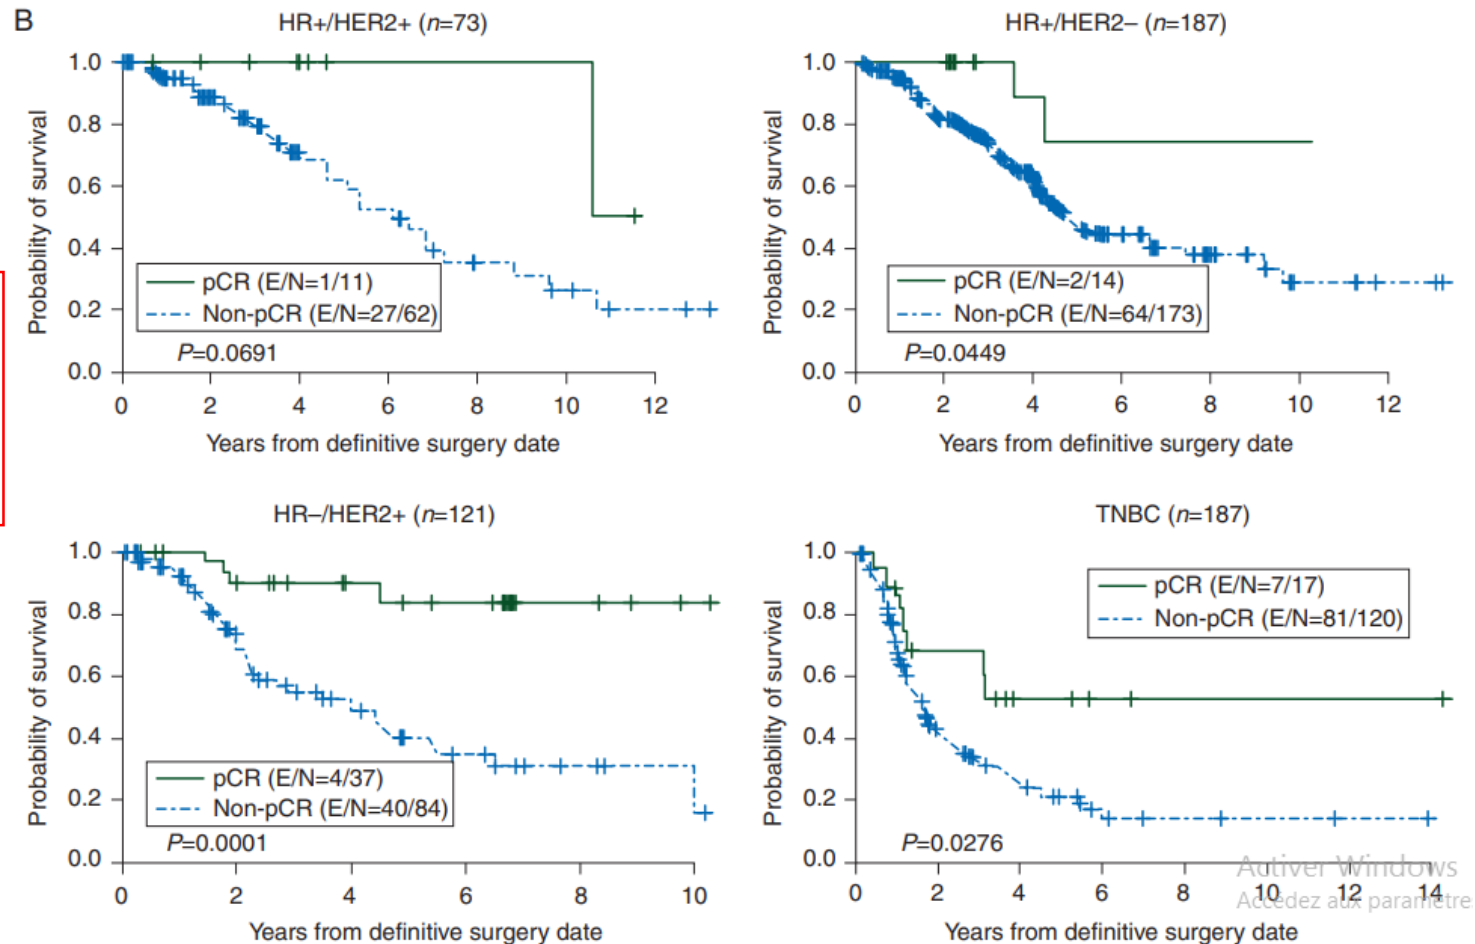 B
HR+/HER2+ (n=73)
Probability of survival
1.0
0.8
0.6
0.4
0.2
0.0
pCR (E/N=1/11)
Non-pCR (E/N=27/62)
P=0.0691
0 2 4 6 8 10 12
Years from definitive surgery date
HR+/HER2– (n=187)
Probability of survival
1.0
0.8
0.6
0.4
0.2
0.0
pCR (E/N=2/14)
Non-pCR (E/N=64/173)
P=0.0449
0 2 4 6 8 10 12
Years from definitive surgery date
HR–/HER2+ (n=121)
Probability of survival
1.0
0.8
0.6
0.4
0.2
0.0
pCR (E/N=4/37)
Non-pCR (E/N=40/84)
P=0.0001
0 2 4 6 8 10
Years from definitive surgery date
TNBC (n=187)
Probability of survival
1.0
0.8
0.6
0.4
0.2
0.0
pCR (E/N=7/17)
Non-pCR (E/N=81/120)
P=0.0276
0 2 4 6 8 10 12 14
Years from definitive surgery date
Activer Windows
Accédez aux paramètre